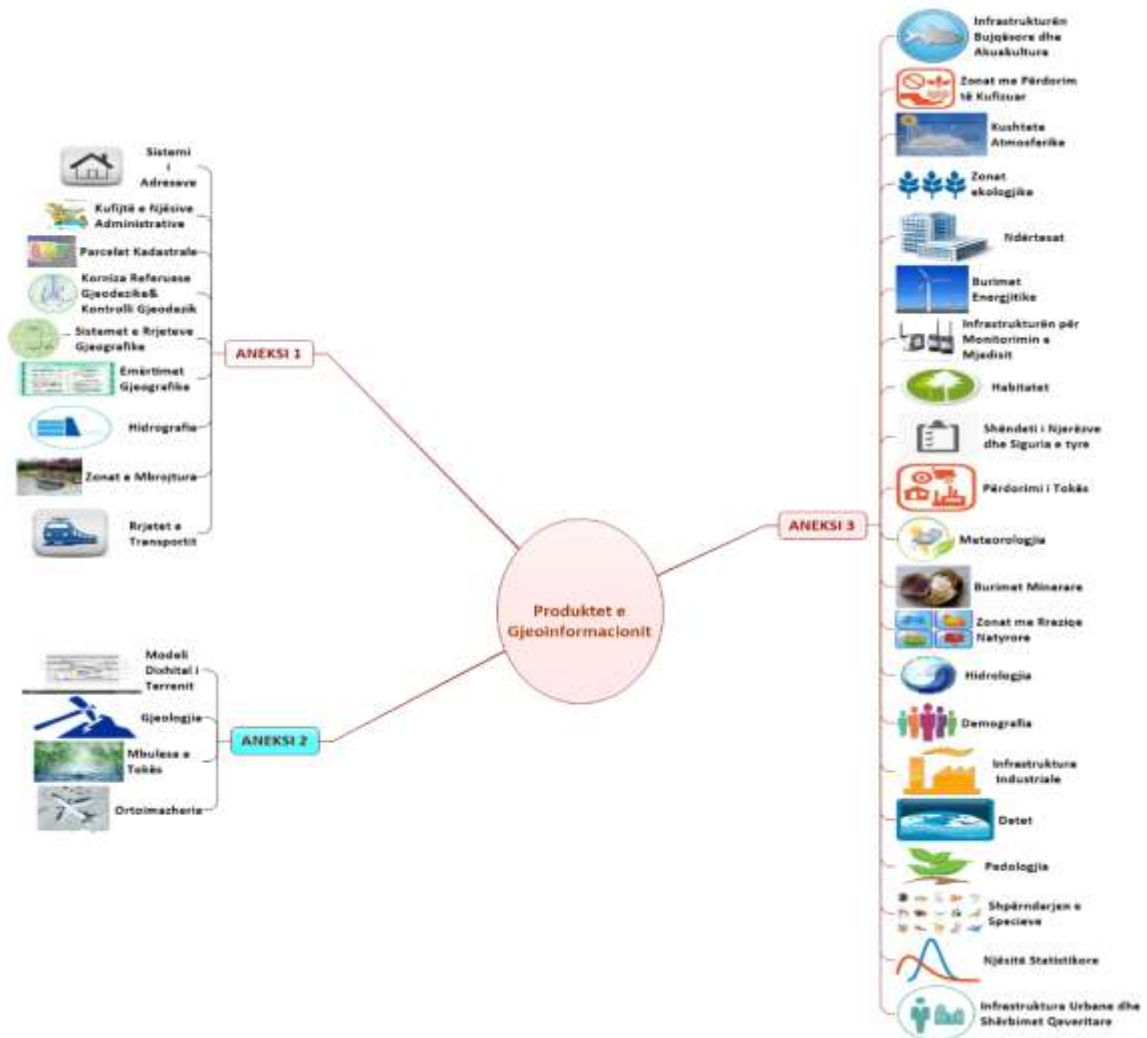 Produktet e
Gjeoinformacionit
ANEKSI 1
Sistemi
i
Adresave
Kufijtë e Njësive
Administrative
Parcelat Kadastrale
Korniza Referuese
Gjeodezike&
Kontrolli Gjeodezik
Sistemet e Rrjeteve
Gjeografike
Emërtimet
Gjeografike
Hidrografia
Zonat e Mbrojtura
Rrjetet e
Transportit
ANEKSI 2
Modeli
Dixhital i
Terrenit
Gjeologjia
Mbulesa e
Tokës
Ortoimazheria
ANEKSI 3
Infrastrukturën
Bujqësore dhe
Akuakultura
Zonat me Përdorim
të Kufizuar
Kushtete
Atmosferike
Zonat
ekologjike
Ndërtesat
Burimet
Energjitike
Infrastrukturën për
Monitorimin e
Mjedisit
Habitatet
Shëndeti i Njerëzve
dhe Siguria e tyre
Përdorimi i Tokës
Meteorologjia
Burimet Minerare
Zonat me Rreziqe
Natyrore
Hidrologjia
Demografia
Infrastruktura
Industriale
Detet
Pedologjia
Shpërndarjen e
Specieve
Njësitë Statistikore
Infrastruktura Urbane dhe
Shërbimet Qeveritare